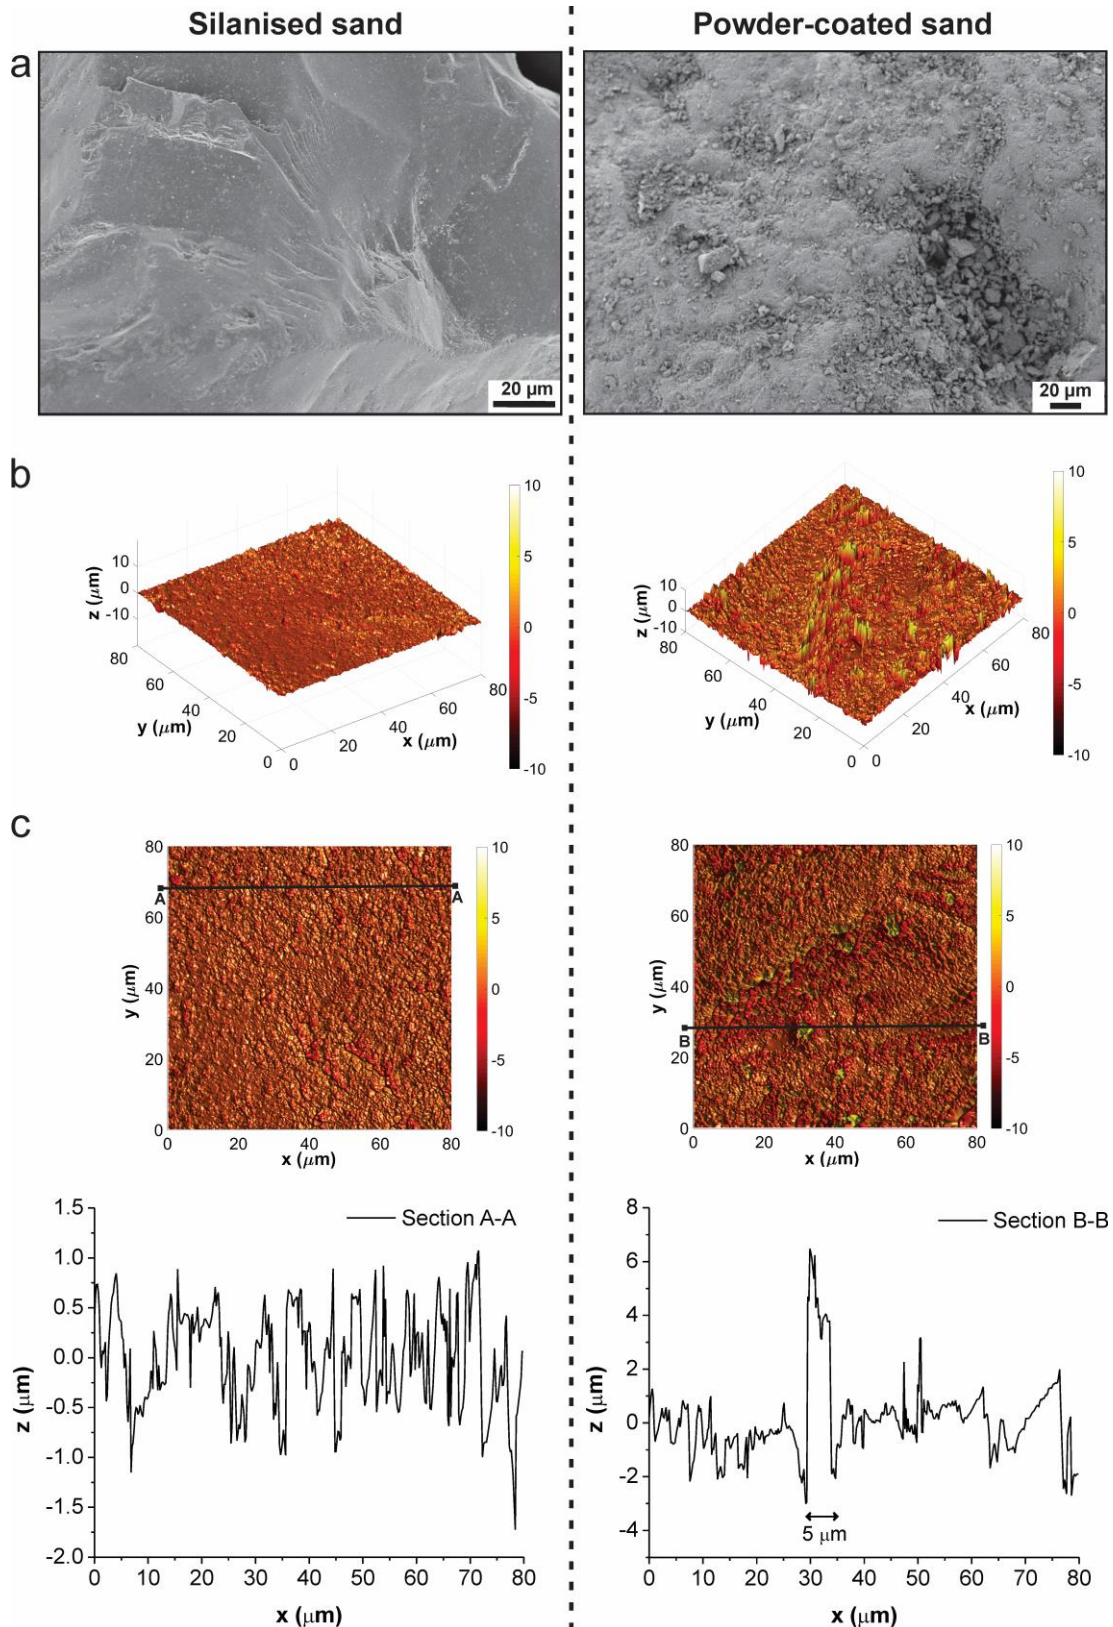 Silanised sand
Powder-coated sand
a
20 μm
20 μm
b
10
5
0
-5
-10
z (μm)
10
0
-10
80
60
40
20
0
y (μm)
0
20
40
60
80
x (μm)
10
5
0
-5
-10
z (μm)
10
0
-10
80
60
40
20
0
y (μm)
0
20
40
60
80
x (μm)
c
80
60
40
20
0
y (μm)
A
A
0
20
40
60
80
x (μm)
10
5
0
-5
-10
80
60
40
20
0
y (μm)
B
B
0
20
40
60
80
x (μm)
10
5
0
-5
-10
1.5
1.0
0.5
0.0
-0.5
-1.0
-1.5
-2.0
z (μm)
Section A-A
0 10 20 30 40 50 60 70 80
x (μm)
8
6
4
2
0
-2
-4
z (μm)
Section B-B
5 μm
0 10 20 30 40 50 60 70 80
x (μm)